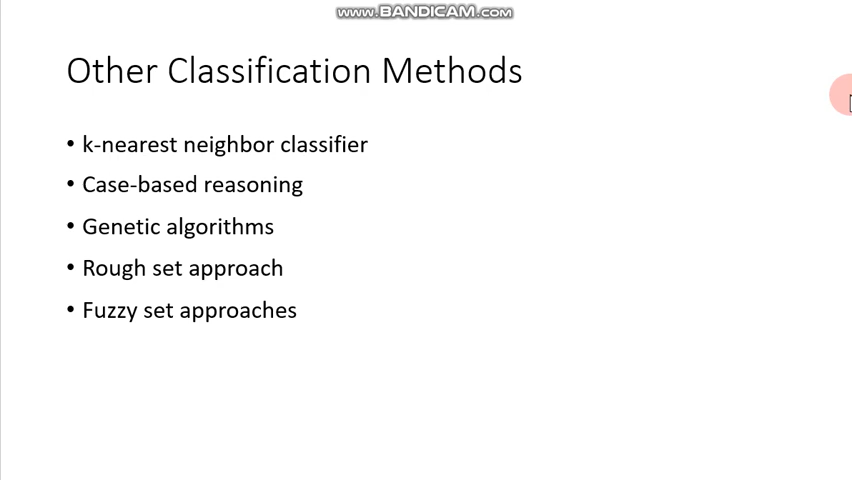 www.BANDICAM.com
Other Classification Methods
• k-nearest neighbor classifier
• Case-based reasoning
• Genetic algorithms
• Rough set approach
• Fuzzy set approaches